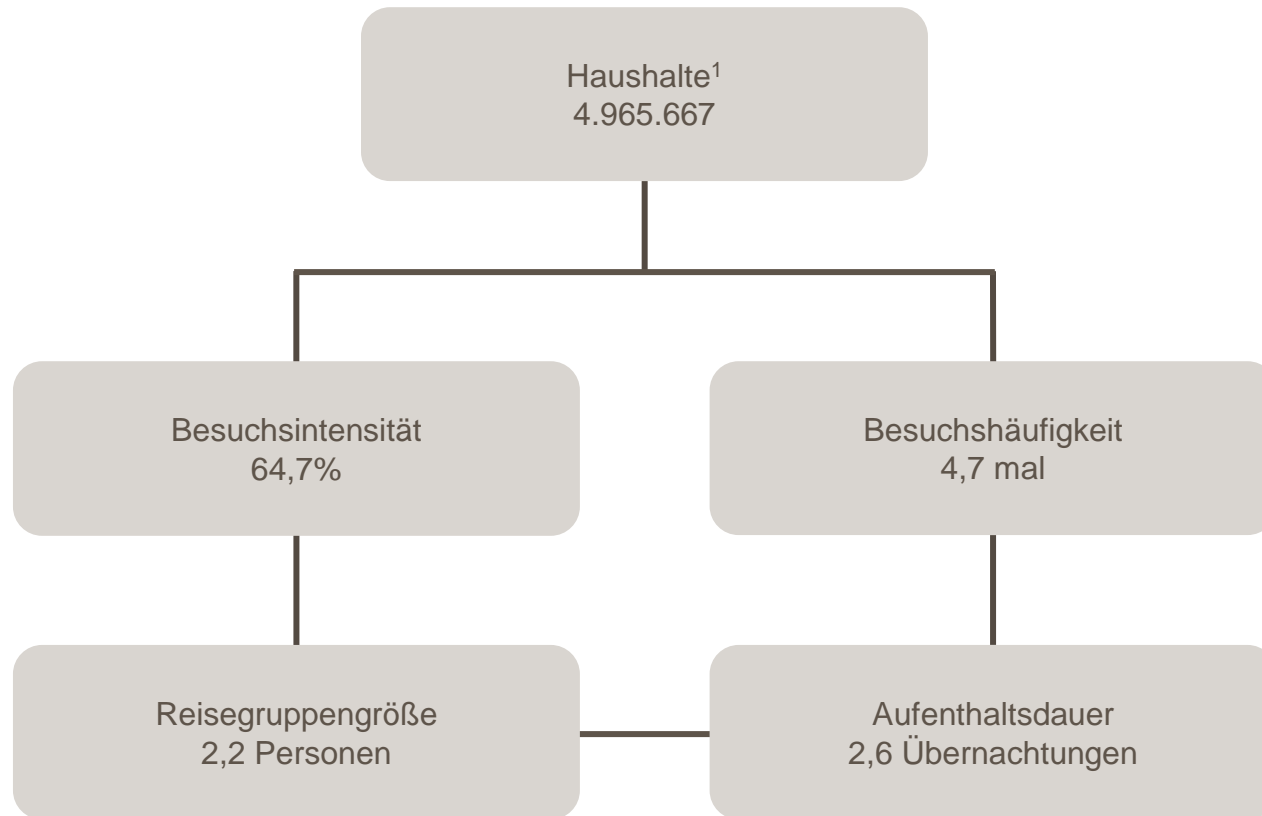 Haushalte¹
4.965.667
Besuchsintensität
64,7%
Besuchshäufigkeit
4,7 mal
Reisegruppengröße
2,2 Personen
Aufenthaltsdauer
2,6 Übernachtungen